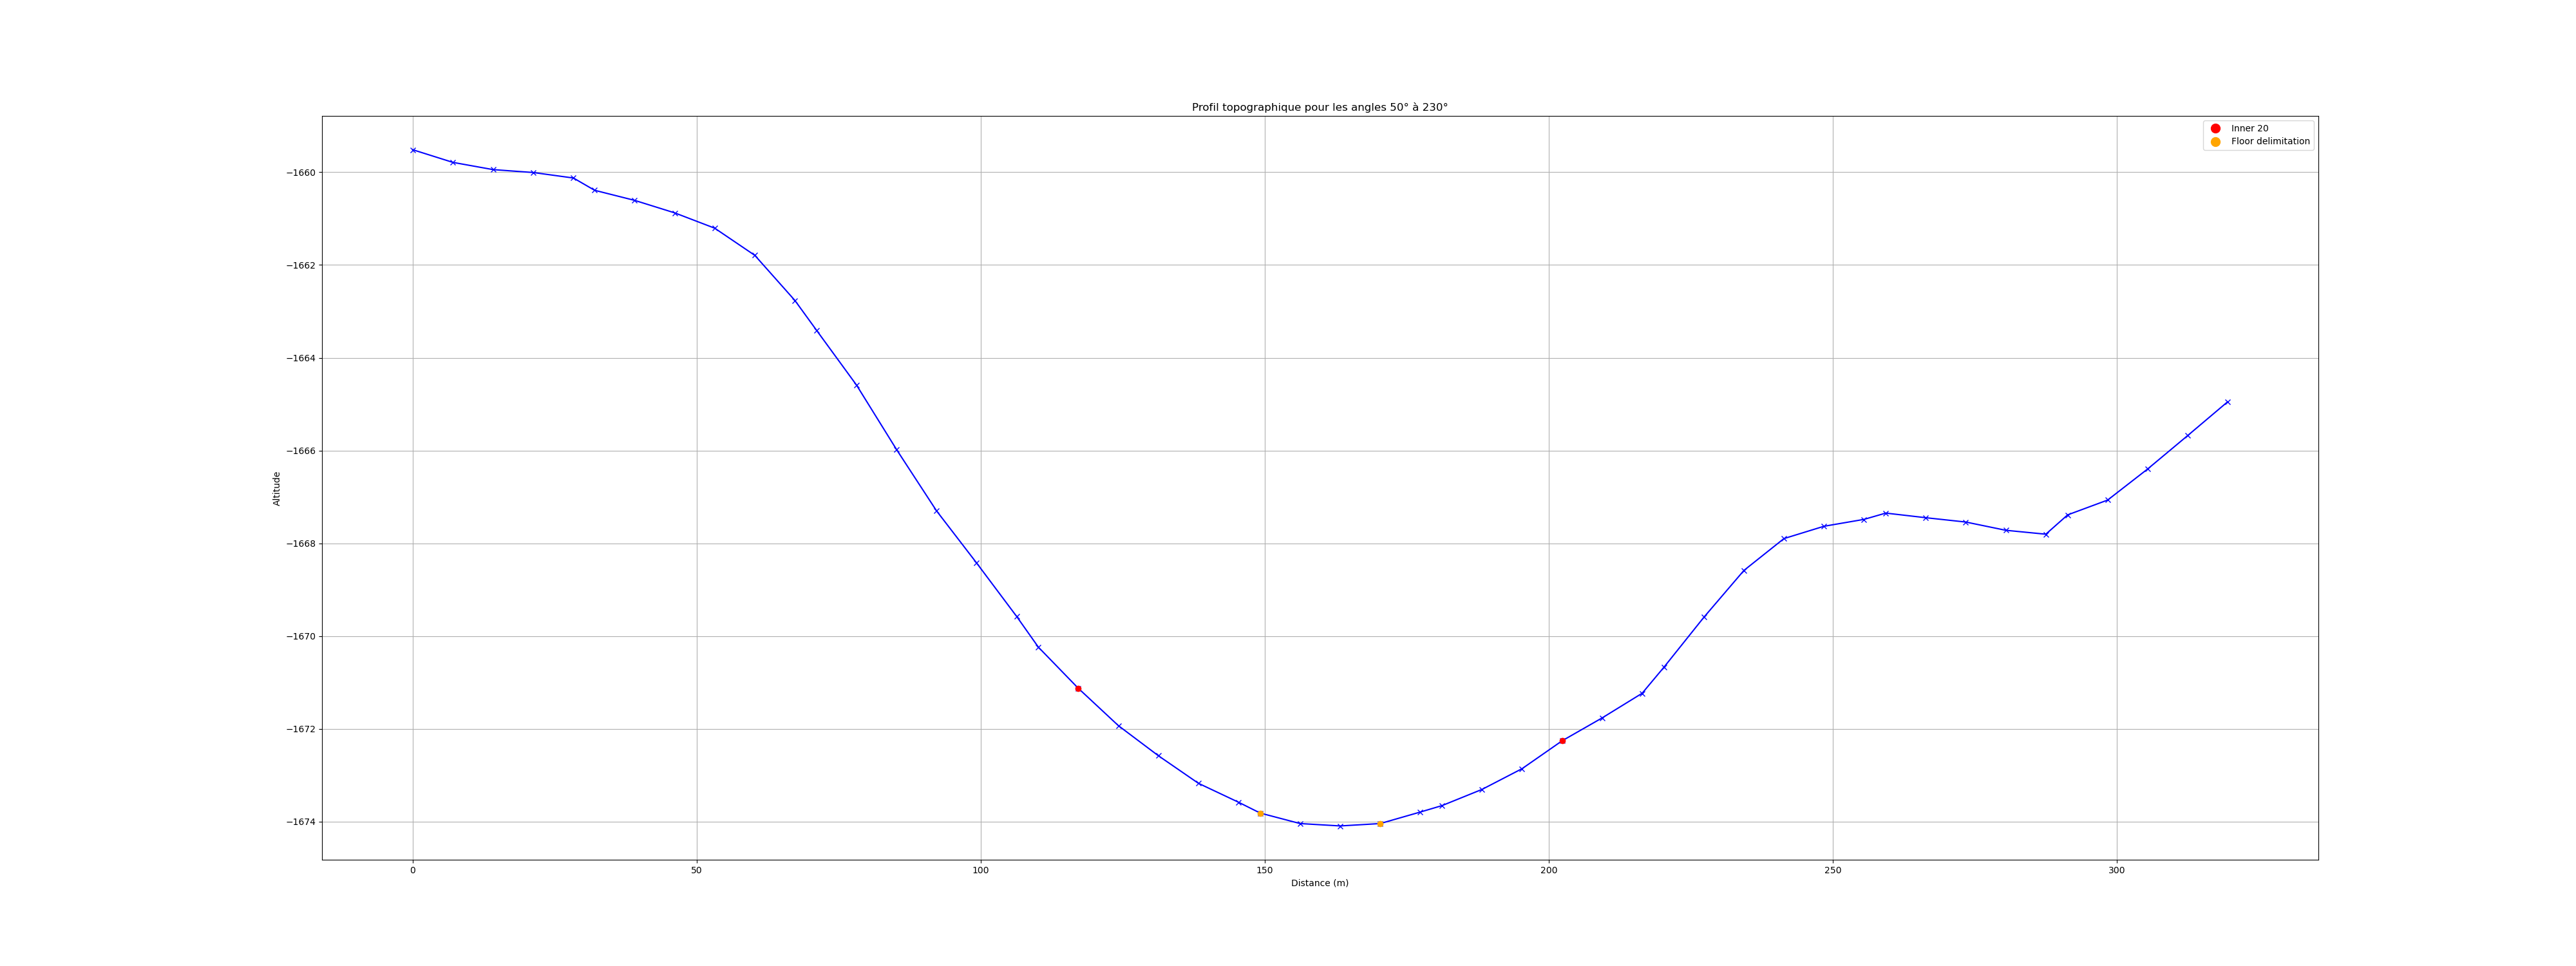 Profil topographique pour les angles 50° à 230°
Inner 20
Floor delimitation
−1660
−1662
−1664
−1666
−1668
−1670
−1672
−1674
Altitude
0 50 100 150 200 250 300
Distance (m)